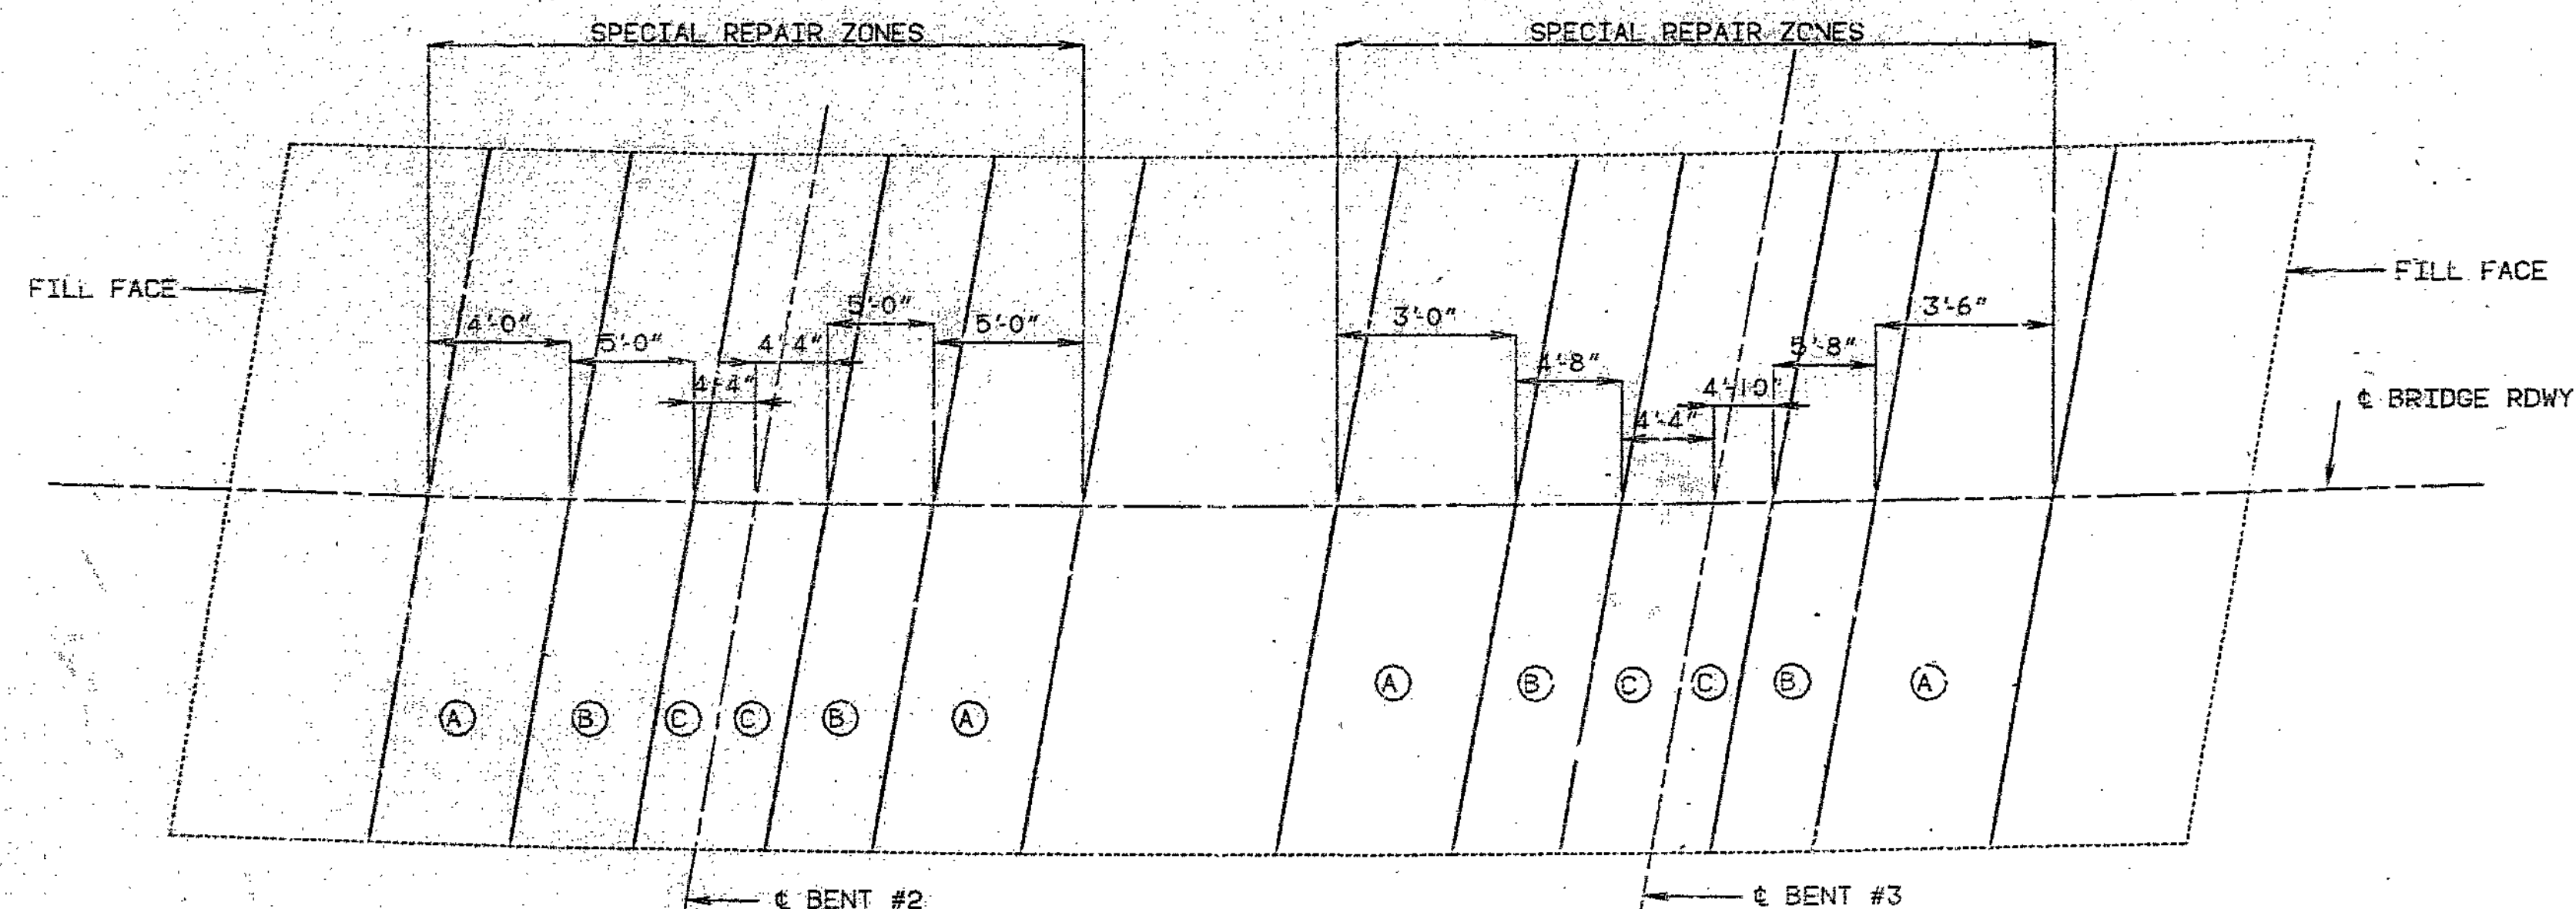 SPECIAL REPAIR ZONES
SPECIAL REPAIR ZONES
FILL FACE
FILL FACE
4'-0"
5'-0"
4'-4"
4'-4"
5'-0"
5'-0"
3'-0"
4'-8"
4'-4"
4'-10"
5'-8"
3'-6"
℄ BRIDGE RDWY
A B C C B A
A B C C B A
℄ BENT #2
℄ BENT #3